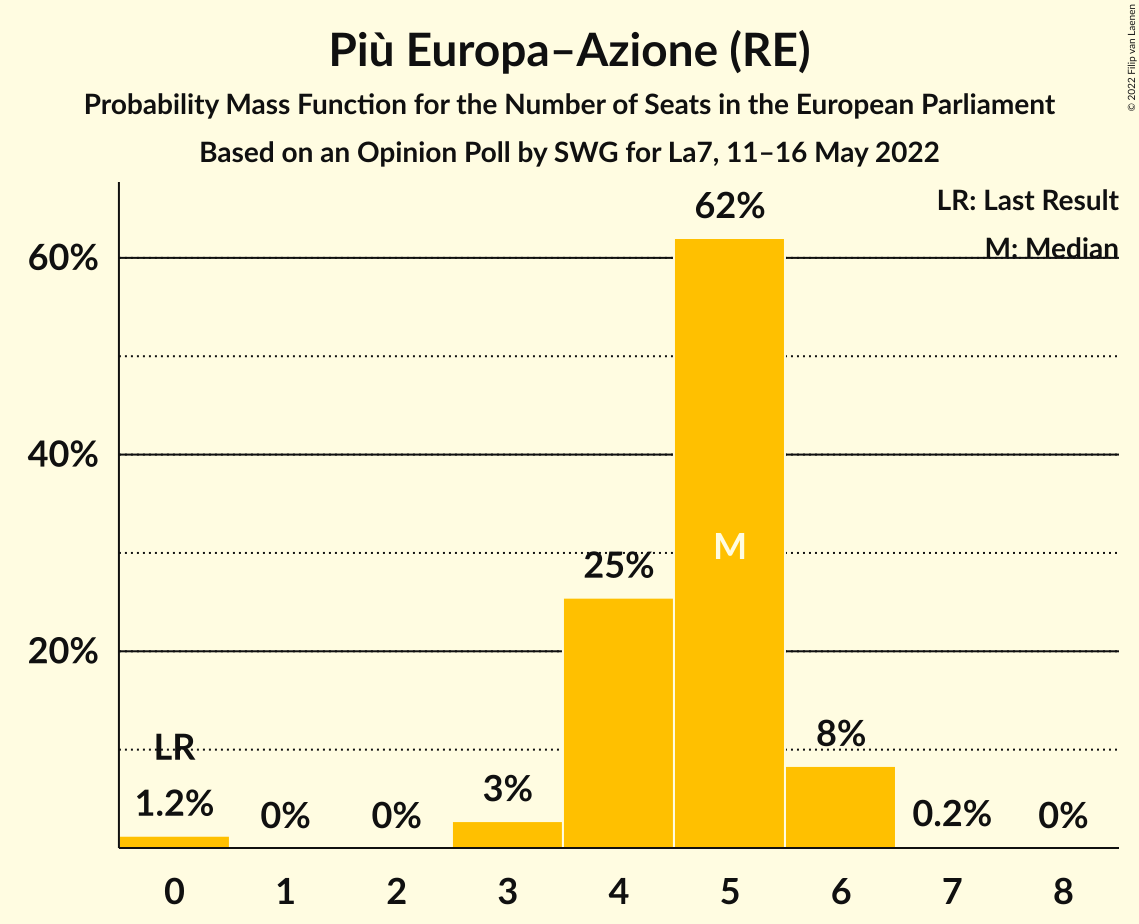 Più Europa–Azione (RE)
Probability Mass Function for the Number of Seats in the European Parliament
Based on an Opinion Poll by SWG for La7, 11–16 May 2022
© 2022 Filip van Laenen
LR: Last Result
M: Median
60%
40%
20%
LR
1.2%
0%
0%
3%
25%
62%
M
8%
0.2%
0%
0 1 2 3 4 5 6 7 8